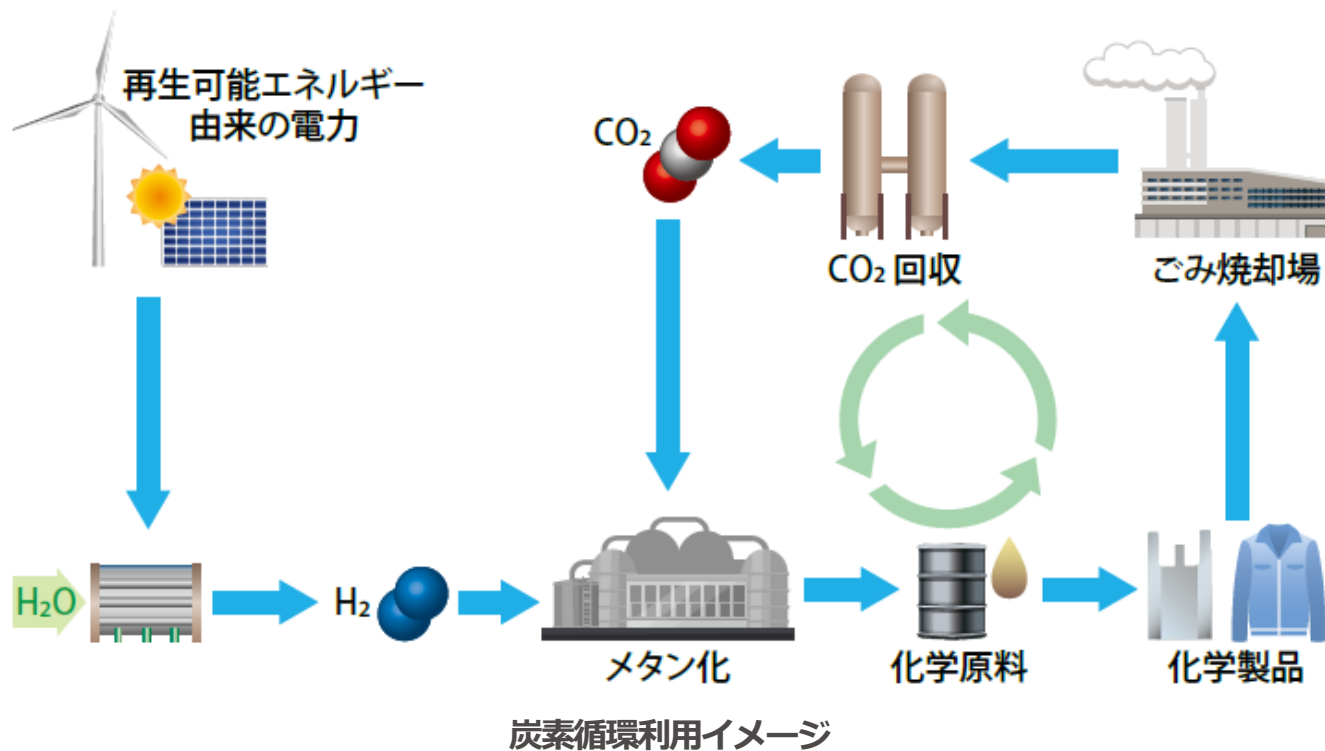 再生可能エネルギー
由来の電力
CO₂
CO₂ 回収
ごみ焼却場
H₂O
H₂
メタン化
化学原料
化学製品
炭素循環利用イメージ